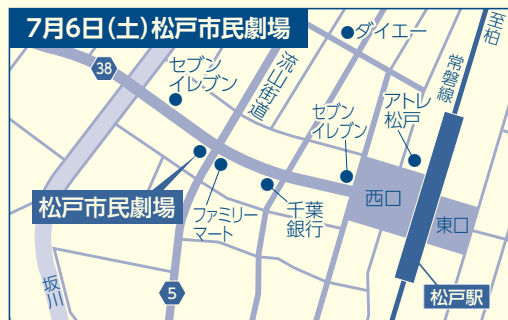 7月6日(土)松戸市民劇場
至柏
常磐線
ダイエー
流山街道
38
セブン
イレブン
セブン
イレブン
アトレ
松戸
松戸市民劇場
ファミリー
マート
千葉
銀行
西口
東口
坂川
5
松戸駅